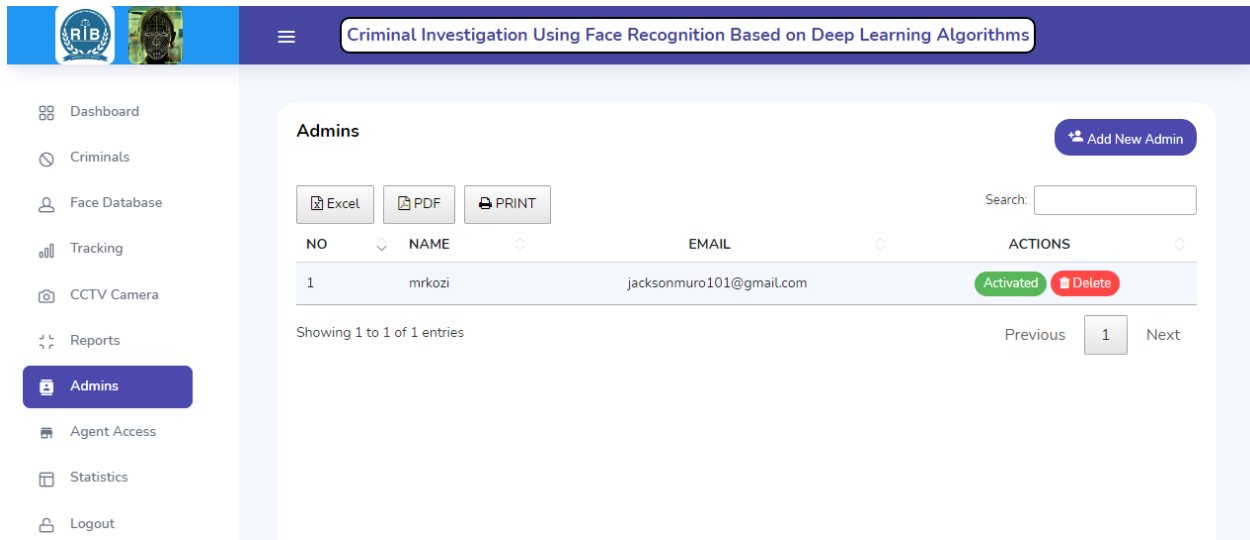 RIB
Criminal Investigation Using Face Recognition Based on Deep Learning Algorithms
Dashboard
Criminals
Face Database
Tracking
CCTV Camera
Reports
Admins
Agent Access
Statistics
Logout
Admins
Add New Admin
Excel PDF PRINT
Search:
NO NAME EMAIL ACTIONS
1 mrkozi jacksonmuro101@gmail.com Activated Delete
Showing 1 to 1 of 1 entries
Previous 1 Next